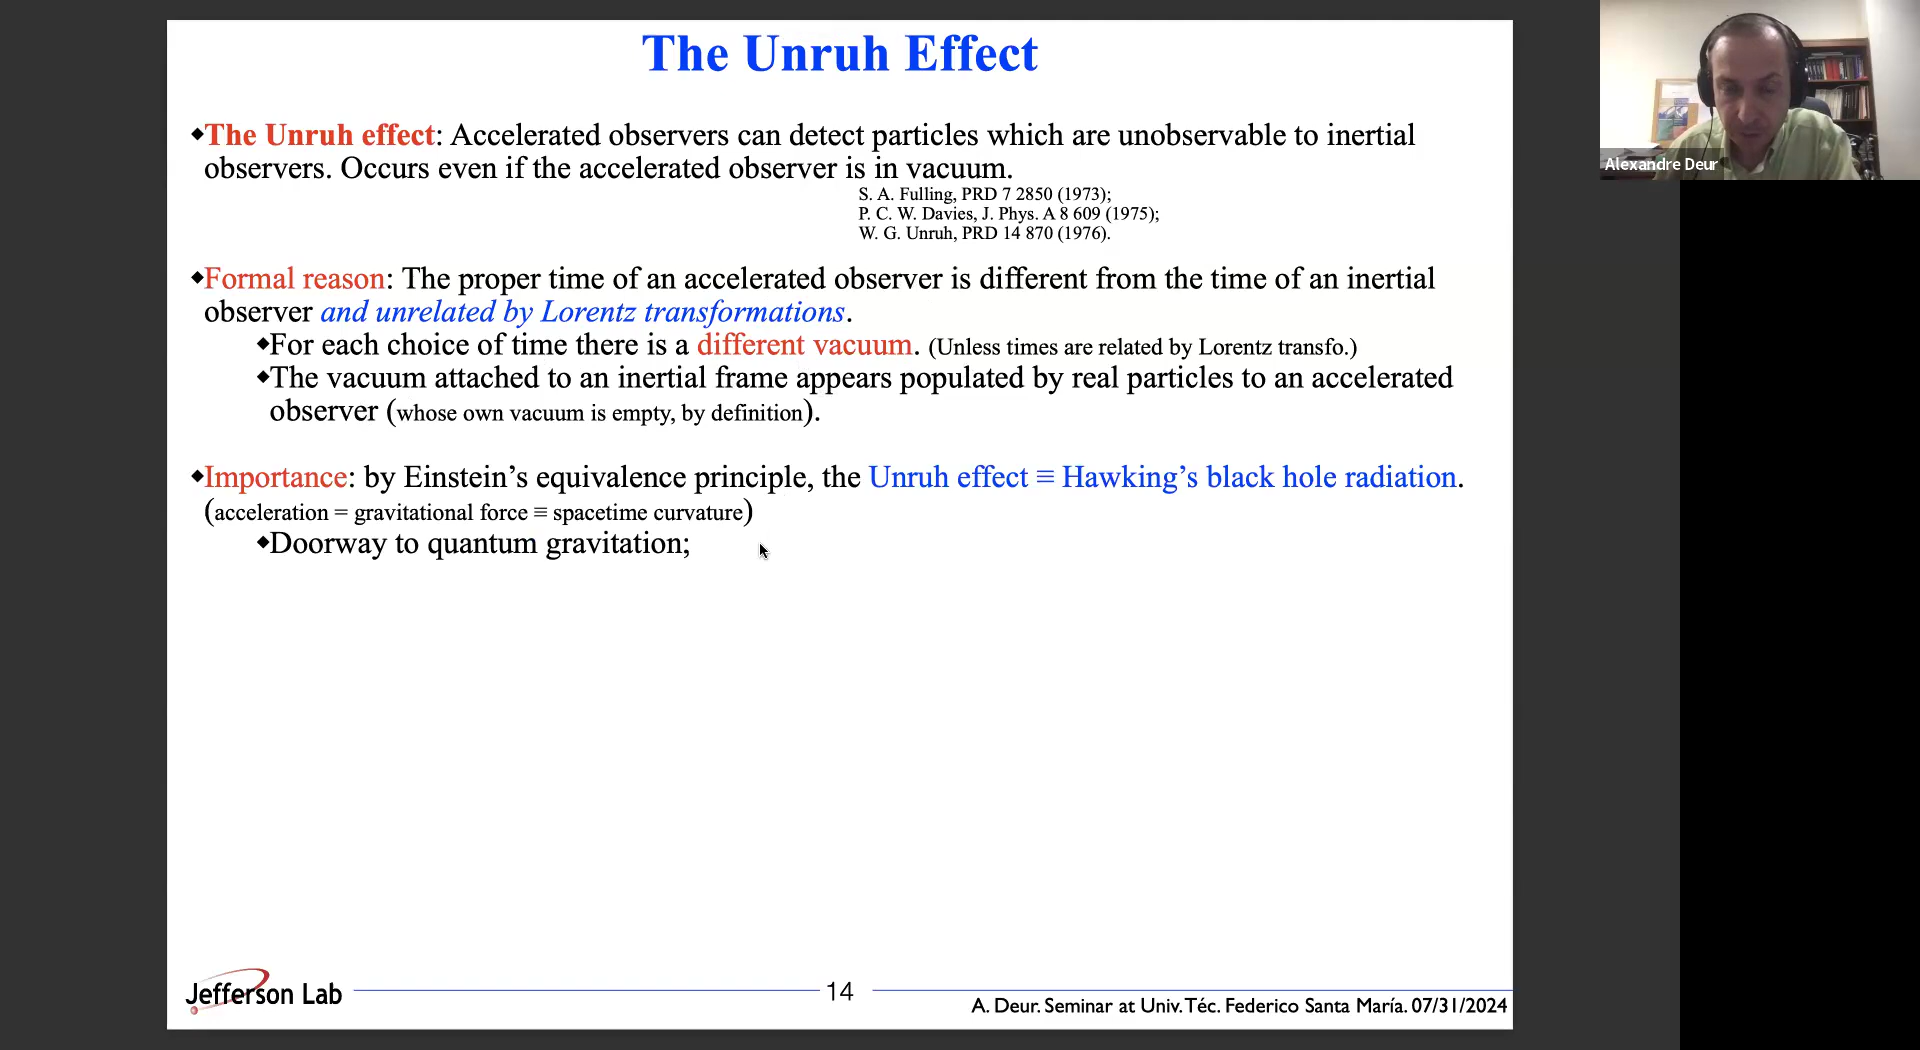 The Unruh Effect
◆The Unruh effect: Accelerated observers can detect particles which are unobservable to inertial
observers. Occurs even if the accelerated observer is in vacuum.
S. A. Fulling, PRD 7 2850 (1973);
P. C. W. Davies, J. Phys. A 8 609 (1975);
W. G. Unruh, PRD 14 870 (1976).
◆Formal reason: The proper time of an accelerated observer is different from the time of an inertial
observer and unrelated by Lorentz transformations.
◆For each choice of time there is a different vacuum. (Unless times are related by Lorentz transfo.)
◆The vacuum attached to an inertial frame appears populated by real particles to an accelerated
observer (whose own vacuum is empty, by definition).
◆Importance: by Einstein’s equivalence principle, the Unruh effect ≡ Hawking’s black hole radiation.
(acceleration = gravitational force ≡ spacetime curvature)
◆Doorway to quantum gravitation;
Jefferson Lab
14
A. Deur. Seminar at Univ. Téc. Federico Santa María. 07/31/2024
Alexandre Deur